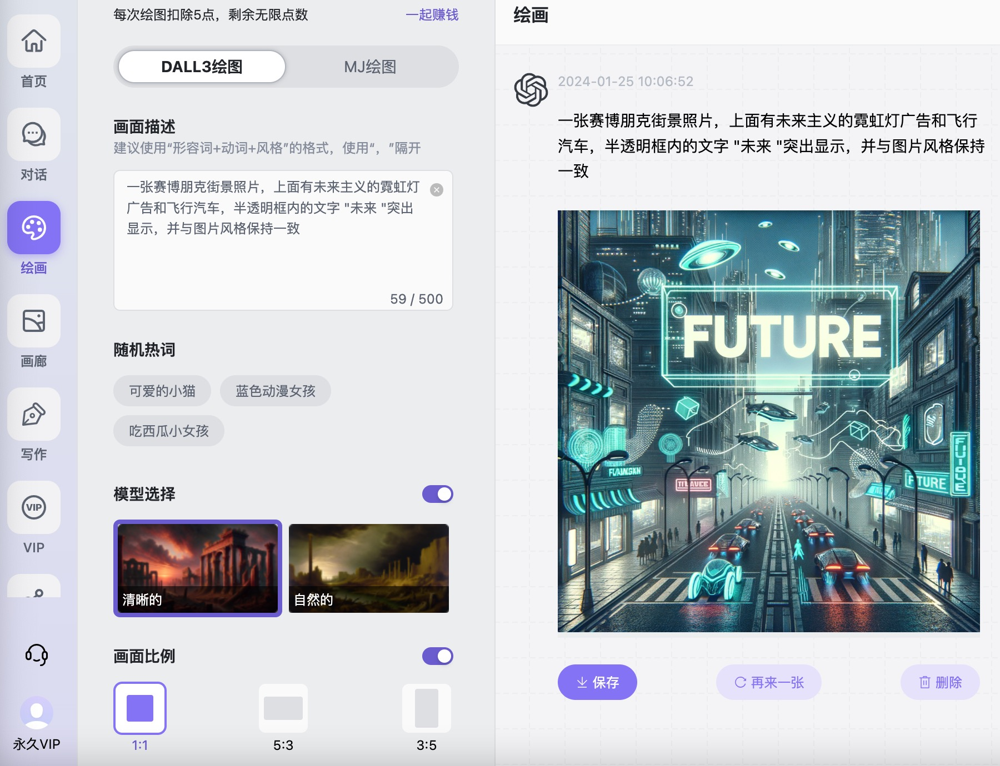 每次绘图扣除5点，剩余无限点数
一起赚钱
DALL3绘图
MJ绘图
画面描述
建议使用“形容词+动词+风格”的格式，使用“，”隔开
一张赛博朋克街景照片，上面有未来主义的霓虹灯
广告和飞行汽车，半透明框内的文字 "未来 "突出
显示，并与图片风格保持一致
59 / 500
随机热词
可爱的小猫
蓝色动漫女孩
吃西瓜小女孩
模型选择
清晰的
自然的
画面比例
1:1
5:3
3:5
首页
对话
绘画
画廊
写作
VIP
VIP
永久VIP
绘画
2024-01-25 10:06:52
一张赛博朋克街景照片，上面有未来主义的霓虹灯广告和飞行
汽车，半透明框内的文字 "未来 "突出显示，并与图片风格保持
一致
FUTURE
FTURE
保存
再来一张
删除